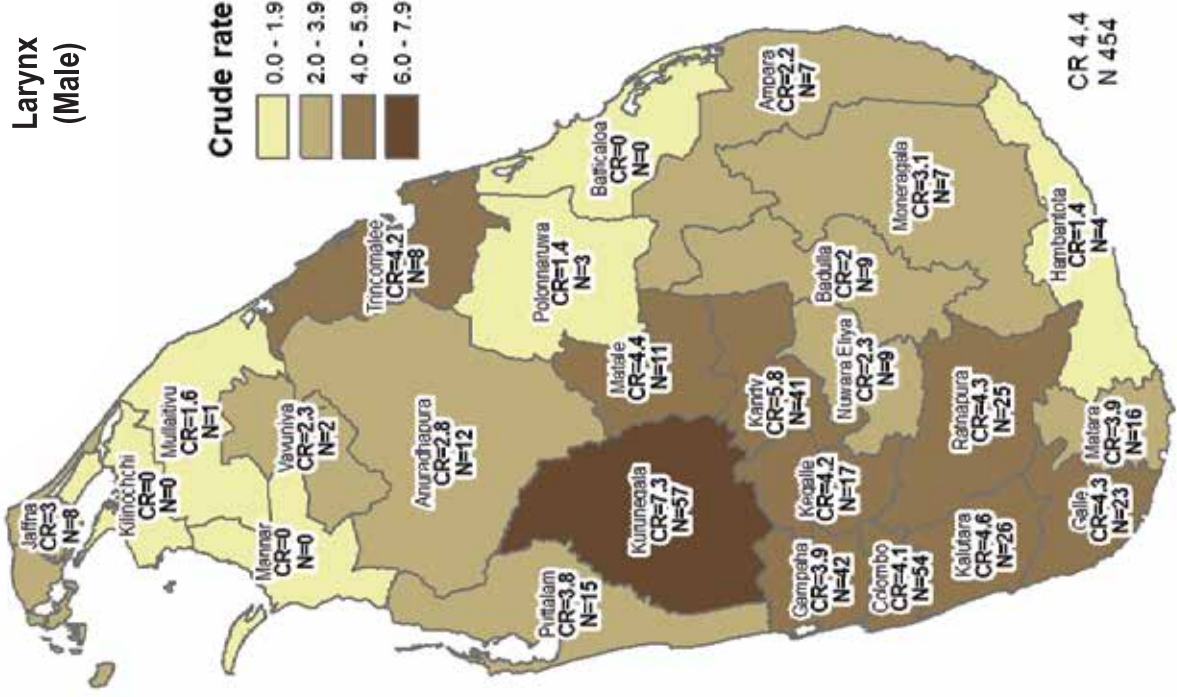 Larynx
(Male)
Crude rate
0.0 - 1.9
2.0 - 3.9
4.0 - 5.9
6.0 - 7.9
Jaffna
CR=3
N=8
Kilinochchi
CR=0
N=0
Mullaitivu
CR=1.6
N=1
Mannar
CR=0
N=0
Vavuniya
CR=2.3
N=2
Trincomalee
CR=4.2
N=8
Anuradhapura
CR=2.8
N=12
Puttalam
CR=3.8
N=15
Polonnaruwa
CR=1.4
N=3
Batticaloa
CR=0
N=0
Kurunegala
CR=7.3
N=57
Matale
CR=4.4
N=11
Kandy
CR=5.8
N=41
Ampara
CR=2.2
N=7
Kegalle
CR=4.2
N=17
Gampaha
CR=3.9
N=42
Nuwara Eliya
CR=2.3
N=9
Badulla
CR=2
N=9
Moneragala
CR=3.1
N=7
Colombo
CR=4.1
N=54
Ratnapura
CR=4.3
N=25
Kalutara
CR=4.6
N=26
Galle
CR=4.3
N=23
Matara
CR=3.9
N=16
Hambantota
CR=1.4
N=4
CR 4.4
N 454